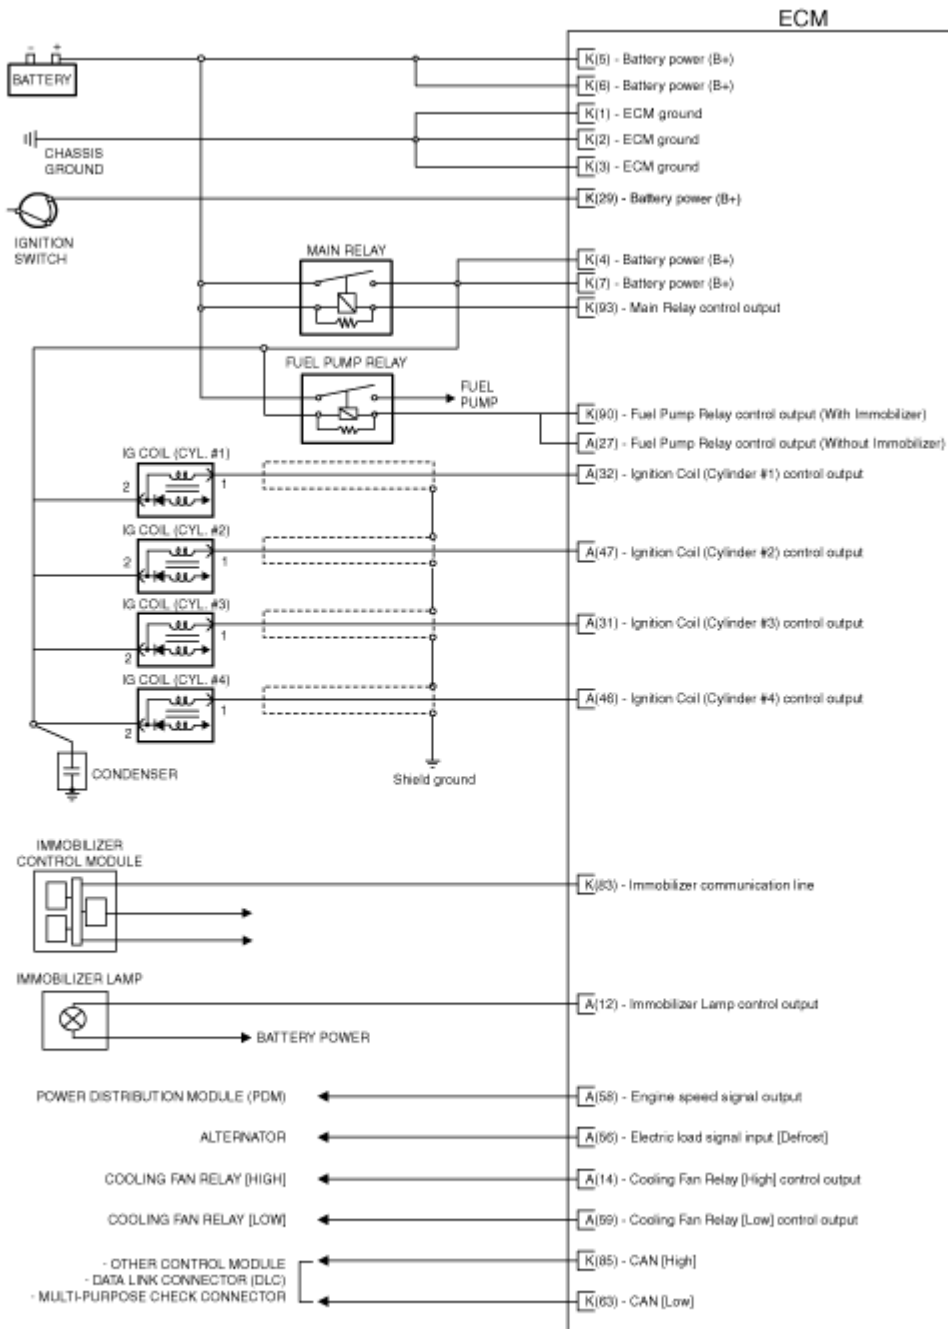 ECM
- +
BATTERY
K(5) - Battery power (B+)
K(6) - Battery power (B+)
K(1) - ECM ground
K(2) - ECM ground
K(3) - ECM ground
CHASSIS
GROUND
K(29) - Battery power (B+)
IGNITION
SWITCH
MAIN RELAY
K(4) - Battery power (B+)
K(7) - Battery power (B+)
K(93) - Main Relay control output
FUEL PUMP RELAY
FUEL
PUMP
K(90) - Fuel Pump Relay control output (With Immobilizer)
A(27) - Fuel Pump Relay control output (Without Immobilizer)
IG COIL (CYL. #1)
2
1
A(32) - Ignition Coil (Cylinder #1) control output
IG COIL (CYL. #2)
2
1
A(47) - Ignition Coil (Cylinder #2) control output
IG COIL (CYL. #3)
2
1
A(31) - Ignition Coil (Cylinder #3) control output
IG COIL (CYL. #4)
2
1
A(46) - Ignition Coil (Cylinder #4) control output
CONDENSER
Shield ground
IMMOBILIZER
CONTROL MODULE
K(83) - Immobilizer communication line
IMMOBILIZER LAMP
A(12) - Immobilizer Lamp control output
BATTERY POWER
POWER DISTRIBUTION MODULE (PDM)
A(58) - Engine speed signal output
ALTERNATOR
A(56) - Electric load signal input [Defrost]
COOLING FAN RELAY [HIGH]
A(14) - Cooling Fan Relay [High] control output
COOLING FAN RELAY [LOW]
A(59) - Cooling Fan Relay [Low] control output
- OTHER CONTROL MODULE
- DATA LINK CONNECTOR (DLC)
- MULTI-PURPOSE CHECK CONNECTOR
K(85) - CAN [High]
K(63) - CAN [Low]